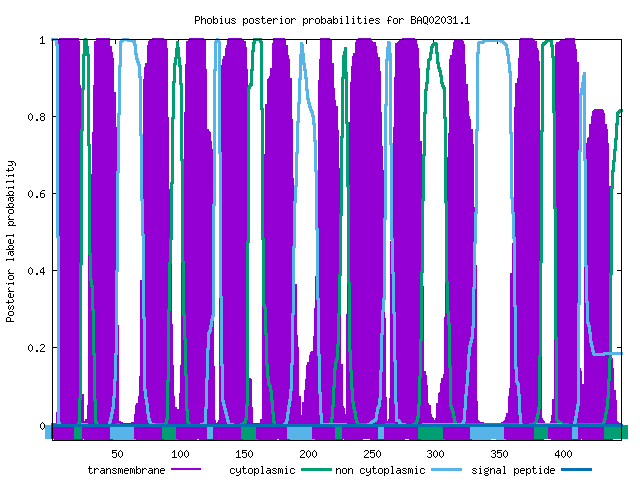 Phobius posterior probabilities for BAQ02031.1
Posterior label probability
1
0.8
0.6
0.4
0.2
0
50 100 150 200 250 300 350 400
transmembrane cytoplasmic non cytoplasmic signal peptide